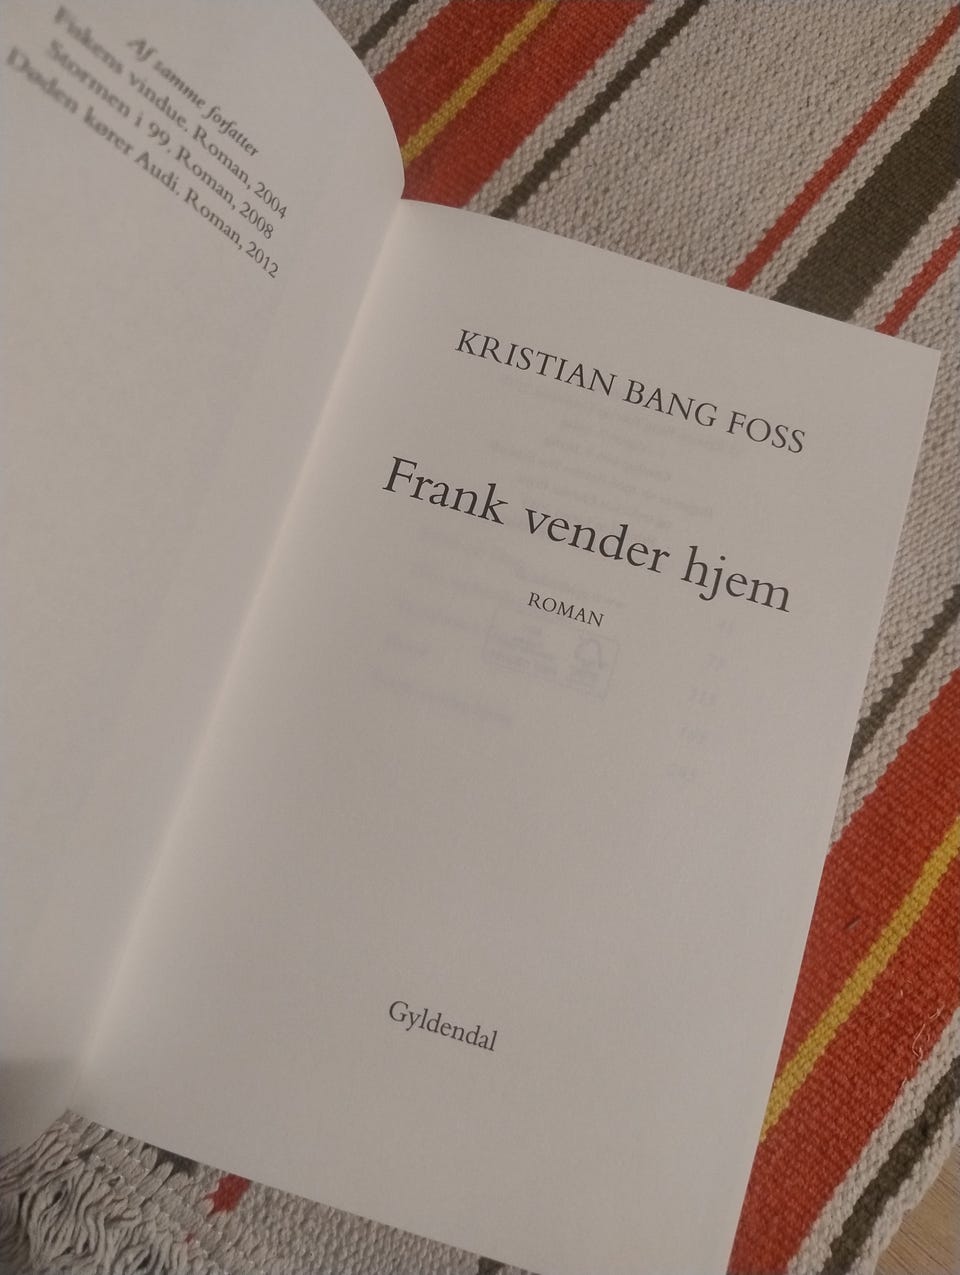 Af samme forfatter
Fiskens vindue. Roman, 2004
Stormen i 99. Roman, 2008
Døden kører Audi. Roman, 2012
KRISTIAN BANG FOSS
Frank vender hjem
ROMAN
Gyldendal